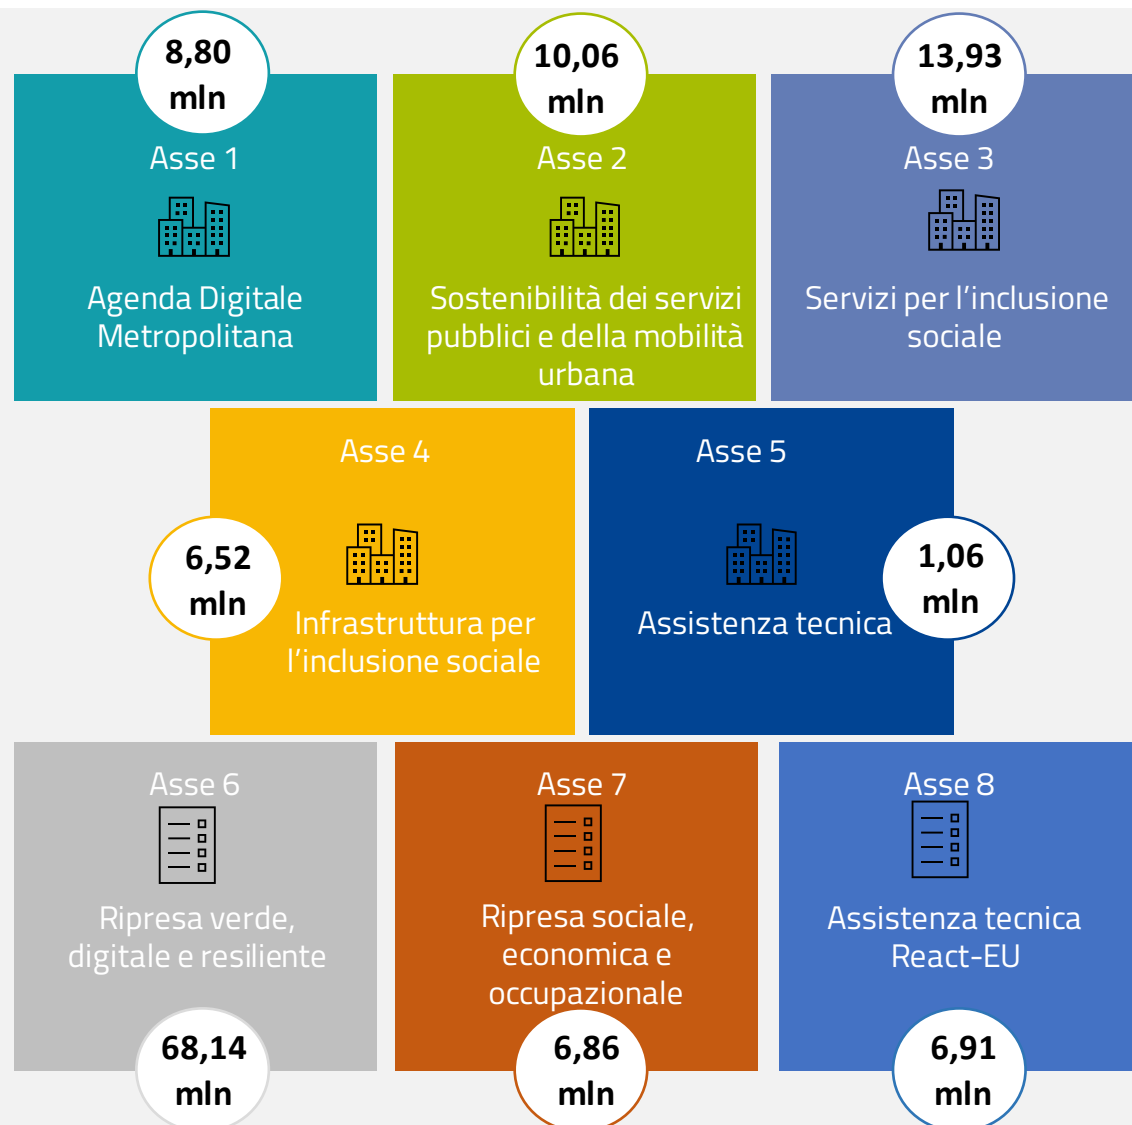 8,80
mln
Asse 1
Agenda Digitale
Metropolitana
10,06
mln
Asse 2
Sostenibilità dei servizi
pubblici e della mobilità
urbana
13,93
mln
Asse 3
Servizi per l’inclusione
sociale
Asse 4
6,52
mln
Infrastruttura per
l’inclusione sociale
Asse 5
1,06
mln
Assistenza tecnica
Asse 6
Ripresa verde,
digitale e resiliente
68,14
mln
Asse 7
Ripresa sociale,
economica e
occupazionale
6,86
mln
Asse 8
Assistenza tecnica
React-EU
6,91
mln